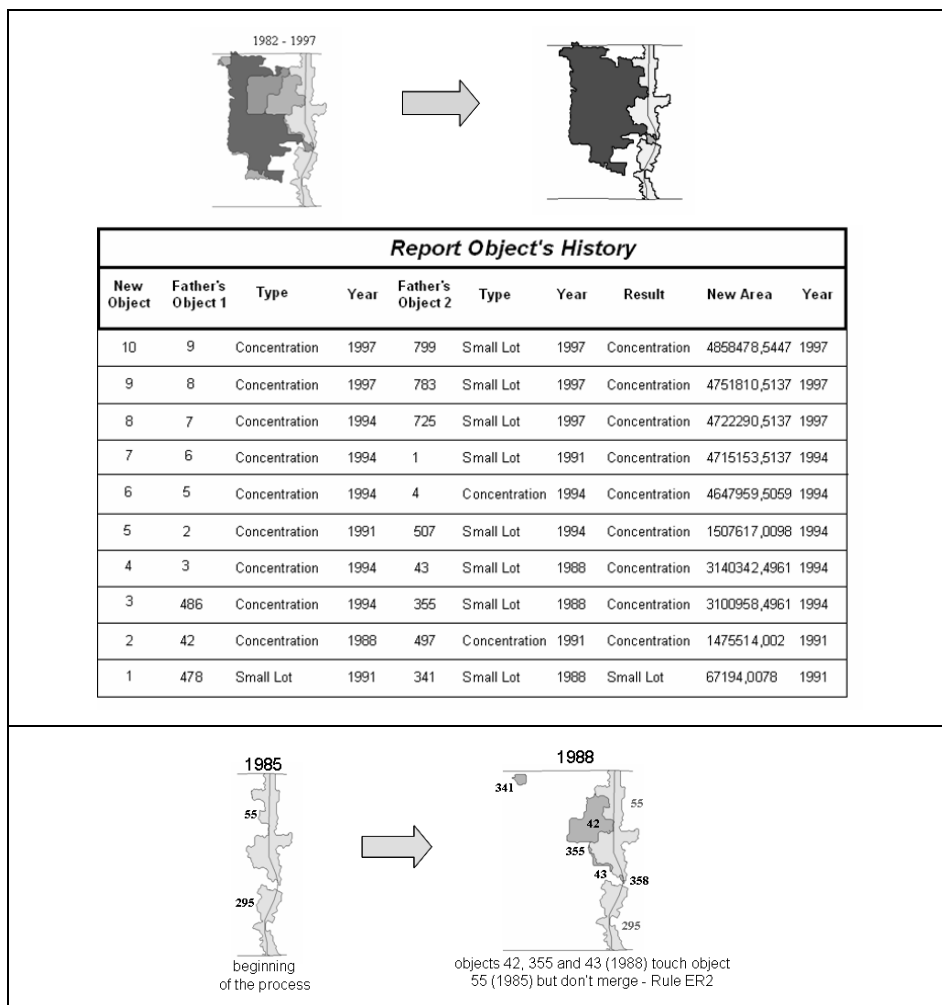 1982 - 1997
Report Object's History
New Object Father's Object 1 Type Year Father's Object 2 Type Year Result New Area Year
10 9 Concentration 1997 799 Small Lot 1997 Concentration 4858478,5447 1997
9 8 Concentration 1997 783 Small Lot 1997 Concentration 4751810,5137 1997
8 7 Concentration 1994 725 Small Lot 1997 Concentration 4722290,5137 1997
7 6 Concentration 1994 1 Small Lot 1991 Concentration 4715153,5137 1994
6 5 Concentration 1994 4 Concentration 1994 Concentration 4647959,5059 1994
5 2 Concentration 1991 507 Small Lot 1994 Concentration 1507617,0098 1994
4 3 Concentration 1994 43 Small Lot 1988 Concentration 3140342,4961 1994
3 486 Concentration 1994 355 Small Lot 1988 Concentration 3100958,4961 1994
2 42 Concentration 1988 497 Concentration 1991 Concentration 1475514,002 1991
1 478 Small Lot 1991 341 Small Lot 1988 Small Lot 67194,0078 1991
1985
55
295
beginning
of the process
1988
341
55
42
355
43
358
295
objects 42, 355 and 43 (1988) touch object
55 (1985) but don't merge - Rule ER2